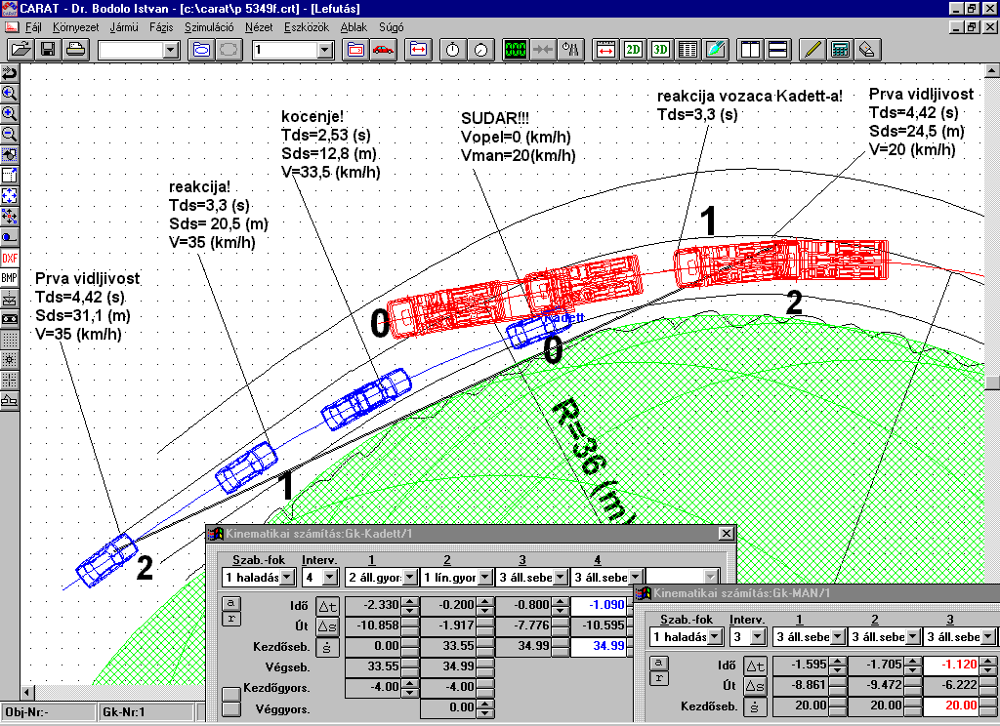 CARAT - Dr. Bodolo Istvan - [c:\carat\p 5349f.crt] - [Lefutás]
Fájl Környezet Jármü Fázis Szimuláció Nézet Eszközök Ablak Súgó
1 2D 3D
DXF
BMP
reakcija vozaca Kadett-a!
Tds=3,3 (s)
Prva vidljivost
Tds=4,42 (s)
Sds=24,5 (m)
V=20 (km/h)
kocenje!
Tds=2,53 (s)
Sds=12,8 (m)
V=33,5 (km/h)
SUDAR!!!
Vopel=0 (km/h)
Vman=20(km/h)
reakcija!
Tds=3,3 (s)
Sds= 20,5 (m)
V=35 (km/h)
Prva vidljivost
Tds=4,42 (s)
Sds=31,1 (m)
V=35 (km/h)
1
2
0
Kadett
0
1
2
R=36 (m)
Kinematikai számítás:Gk-Kadett/1
Szab.-fok Interv. 1 2 3 4
1 haladás 4 2 áll.gyor. 1 lín.gyor 3 áll.sebe 3 áll.sebe
a
r
Idő Δt -2.330 -0.200 -0.800 -1.090
Út Δs -10.858 -1.917 -7.776 -10.595
Kezdőseb. ṡ 0.00 33.55 34.99 34.99
Végseb. 33.55 34.99
Kezdőgyors. -4.00 -4.00
Véggyors. 0.00
Kinematikai számítás:Gk-MAN/1
Szab.-fok Interv. 1 2 3
1 haladás 3 3 áll.sebe 3 áll.sebe 3 áll.sebe
a
r
Idő Δt -1.595 -1.705 -1.120
Út Δs -8.861 -9.472 -6.222
Kezdőseb. ṡ 20.00 20.00 20.00
Obj-Nr:- Gk-Nr:1